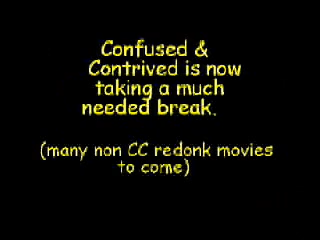 Confused &
Contrived is now
taking a much
needed break.
(many non CC redonk movies
to come)